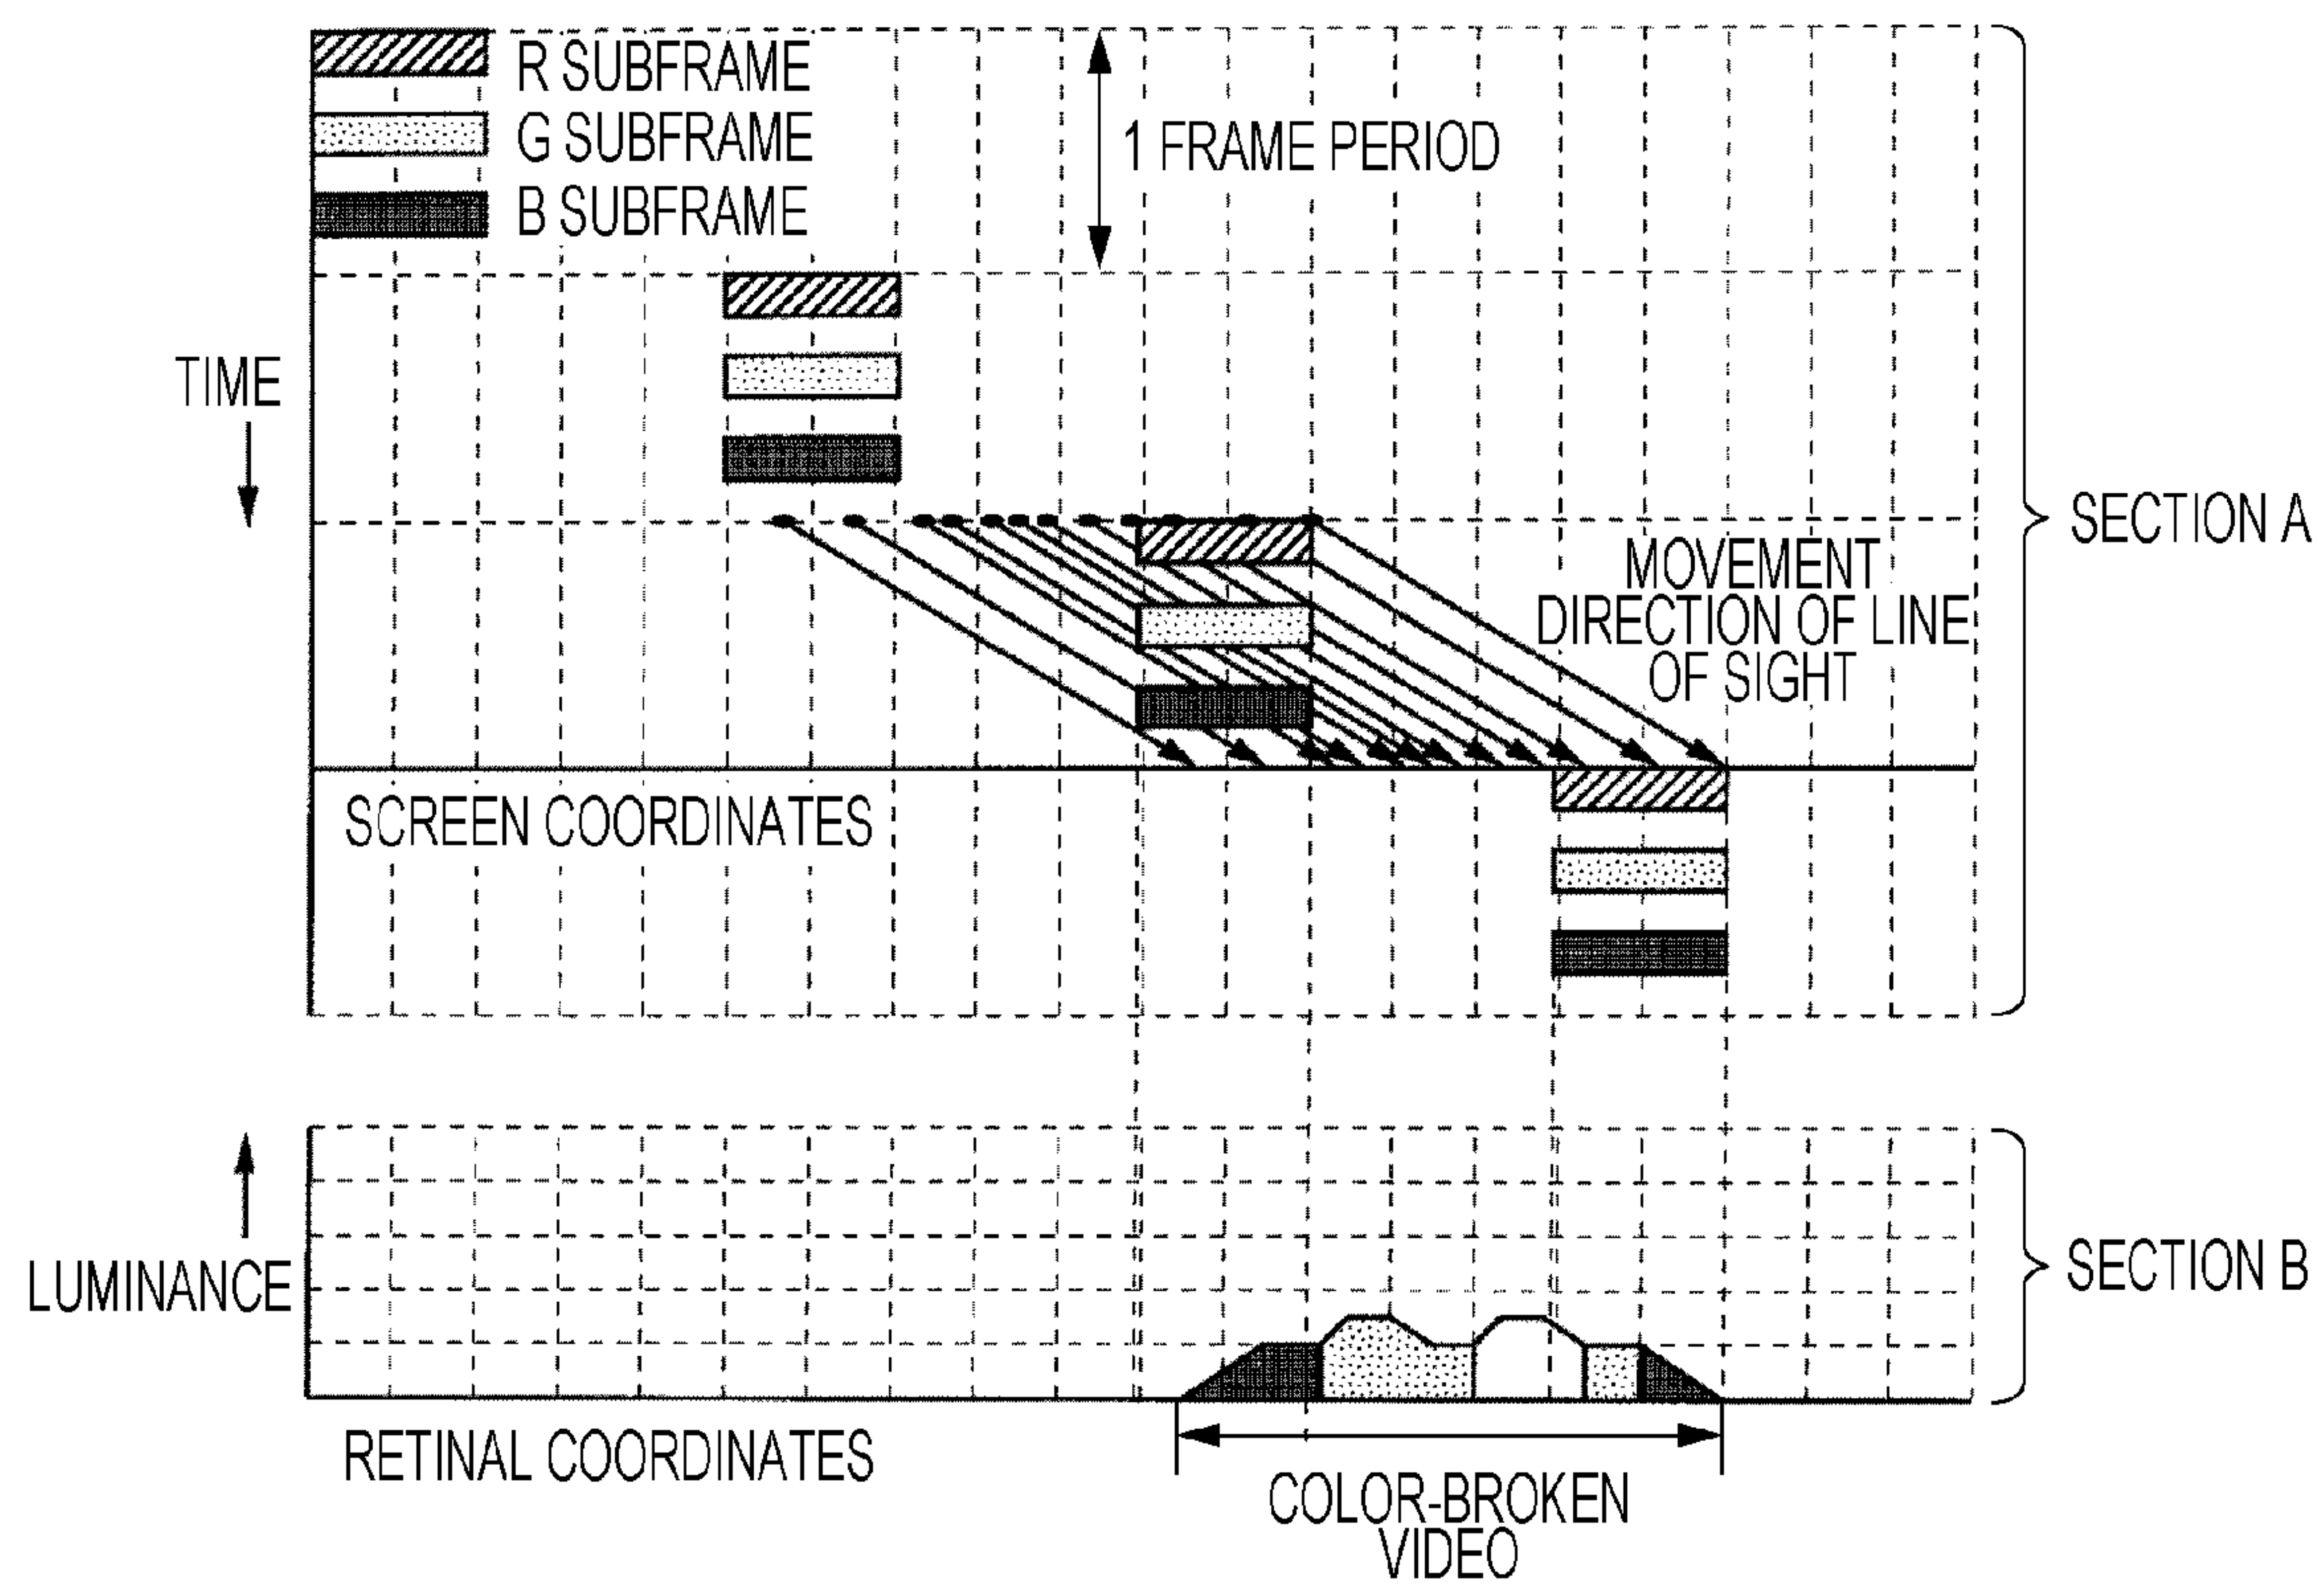 R SUBFRAME
G SUBFRAME
B SUBFRAME
1 FRAME PERIOD
TIME
SECTION A
MOVEMENT
DIRECTION OF LINE
OF SIGHT
SCREEN COORDINATES
LUMINANCE
SECTION B
RETINAL COORDINATES
COLOR-BROKEN
VIDEO